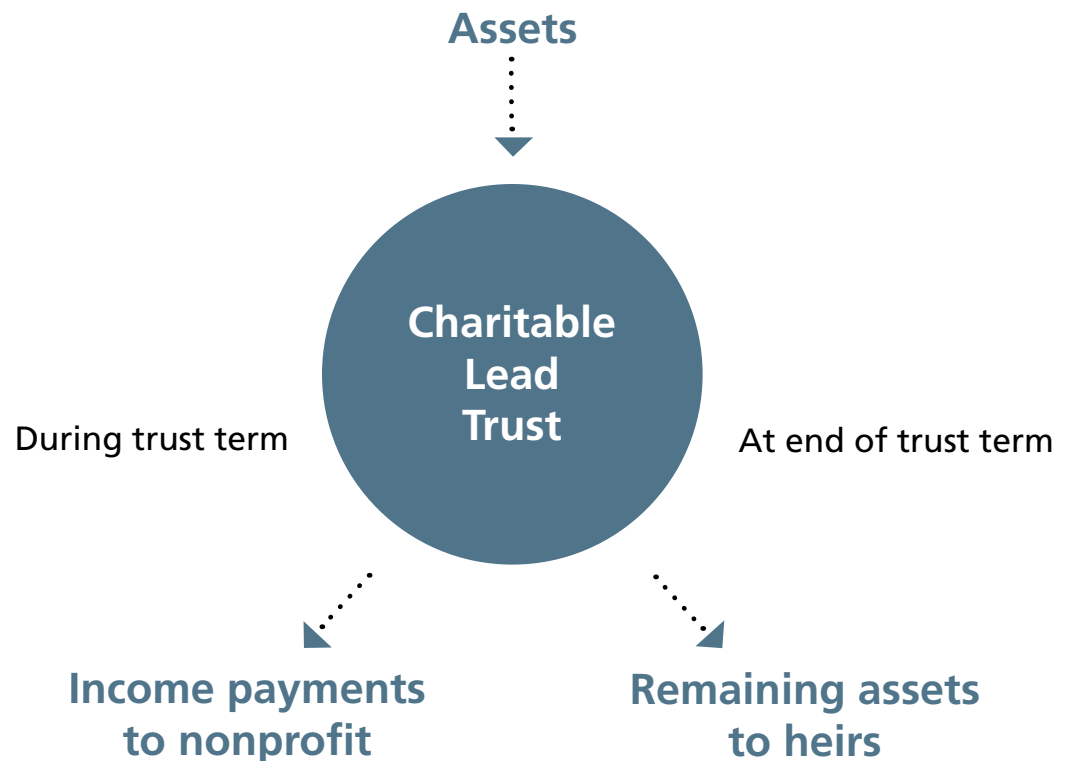 Assets
Charitable
Lead
Trust
During trust term
At end of trust term
Income payments
to nonprofit
Remaining assets
to heirs